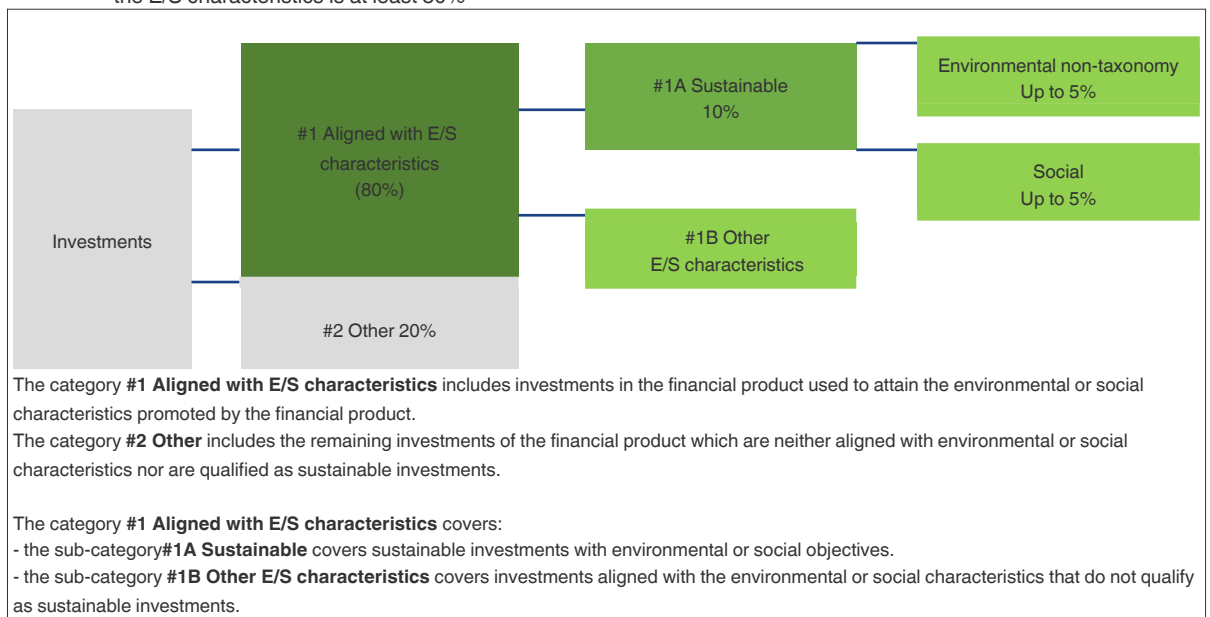 the E/S characteristics is at least
Investments
#1 Aligned with E/S
characteristics
(80%)
#2 Other 20%
#1A Sustainable
10%
#1B Other
E/S characteristics
Environmental non-taxonomy
Up to 5%
Social
Up to 5%
The category #1 Aligned with E/S characteristics includes investments in the financial product used to attain the environmental or social
characteristics promoted by the financial product.
The category #2 Other includes the remaining investments of the financial product which are neither aligned with environmental or social
characteristics nor are qualified as sustainable investments.
The category #1 Aligned with E/S characteristics covers:
- the sub-category#1A Sustainable covers sustainable investments with environmental or social objectives.
- the sub-category #1B Other E/S characteristics covers investments aligned with the environmental or social characteristics that do not qualify
as sustainable investments.